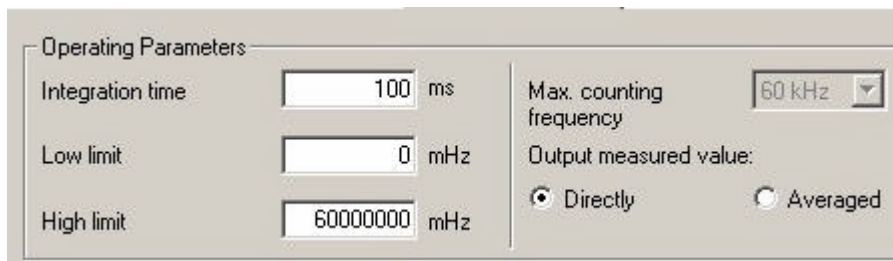 Operating Parameters
Integration time 100 ms
Low limit 0 mHz
High limit 60000000 mHz
Max. counting
frequency
60 kHz
Output measured value:
Directly Averaged